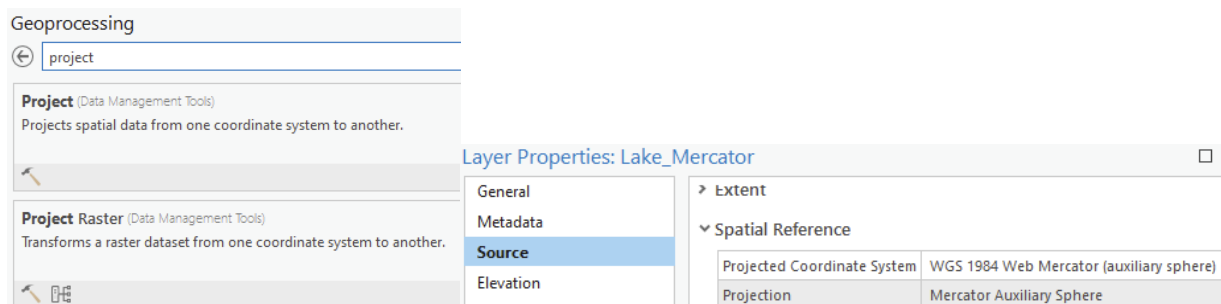 Geoprocessing
project
Project (Data Management Tools)
Projects spatial data from one coordinate system to another.
Project Raster (Data Management Tools)
Transforms a raster dataset from one coordinate system to another.
Layer Properties: Lake_Mercator
General
Metadata
Source
Elevation
Extent
Spatial Reference
Projected Coordinate System WGS 1984 Web Mercator (auxiliary sphere)
Projection Mercator Auxiliary Sphere